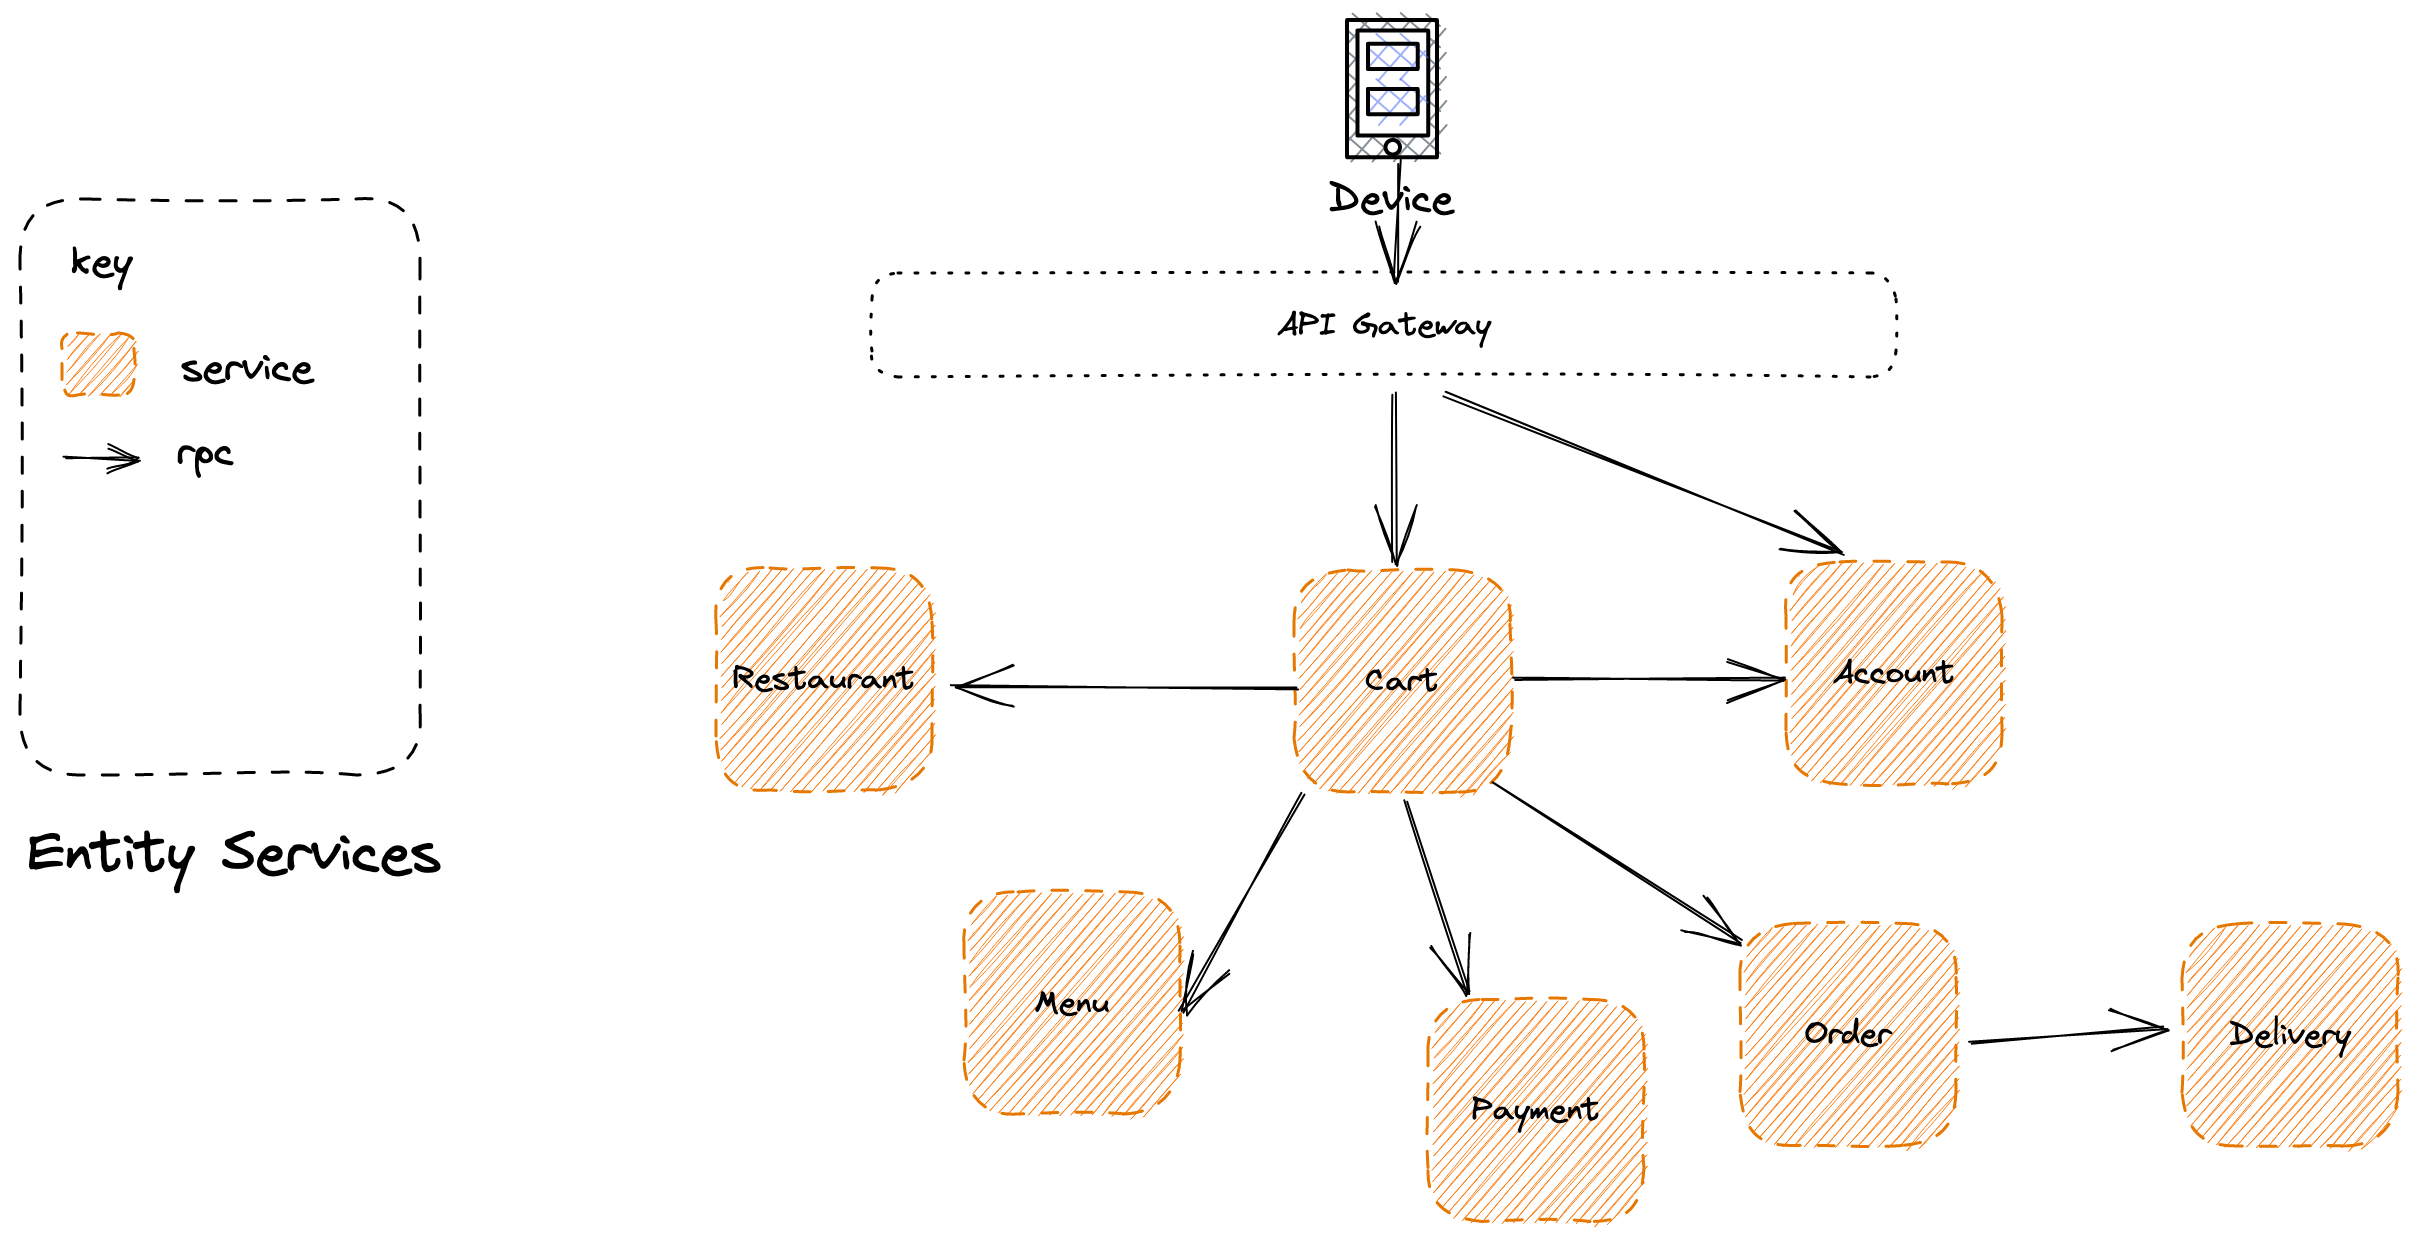 Device
API Gateway
key
service
rpc
Entity Services
Restaurant
Cart
Account
Menu
Payment
Order
Delivery